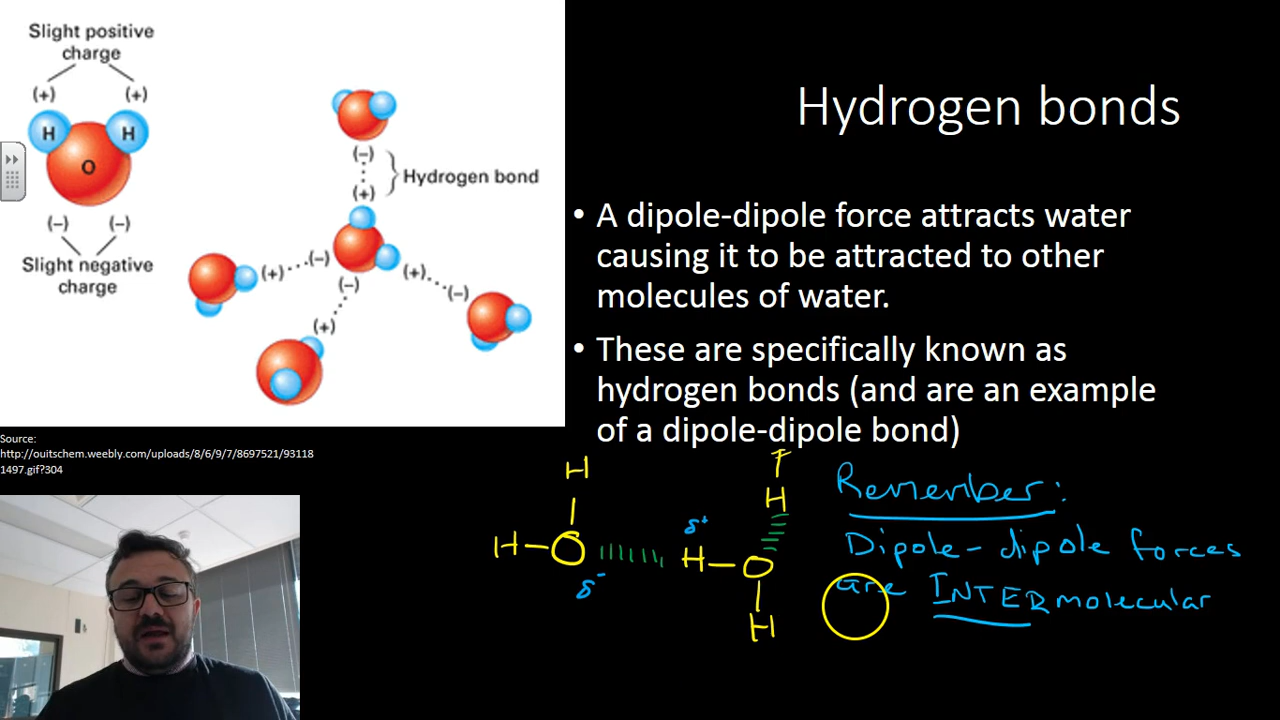 Slight positive
charge
(+) (+)
H H
O
(-) (-)
Slight negative
charge
(-)
Hydrogen bond
(+)
(+) (-) (+)
(-) (-)
(+)
Source:
http://ouitschem.weebly.com/uploads/8/6/9/7/8697521/93118
1497.gif?304
Hydrogen bonds
• A dipole-dipole force attracts water
causing it to be attracted to other
molecules of water.
• These are specifically known as
hydrogen bonds (and are an example
of a dipole-dipole bond)
H F
H
δ+
H-O H-O
δ-
H
Remember:
Dipole-dipole forces
are INTERmolecular